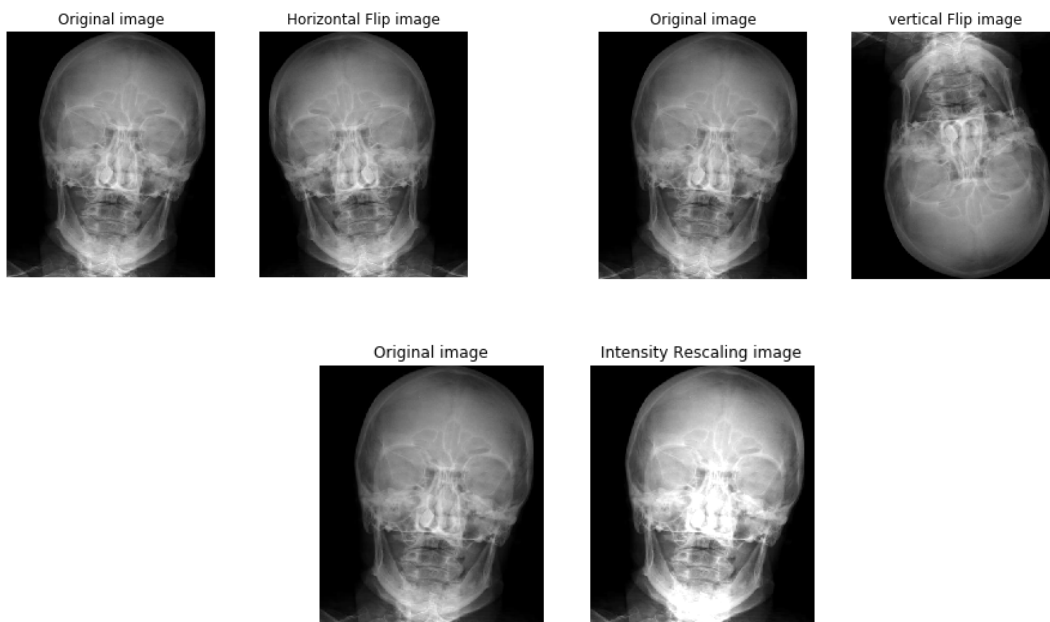 Original image
Horizontal Flip image
Original image
vertical Flip image
Original image
Intensity Rescaling image